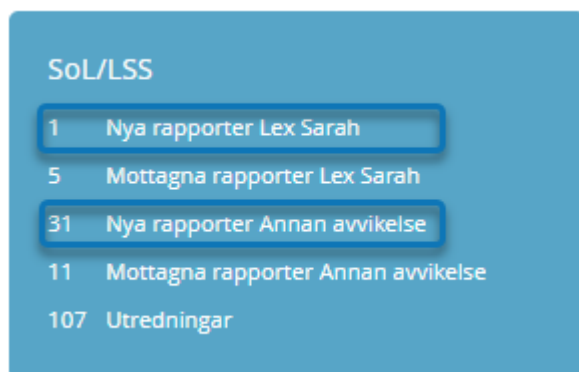 SoL/LSS
1 Nya rapporter Lex Sarah
5 Mottagna rapporter Lex Sarah
31 Nya rapporter Annan avvikelse
11 Mottagna rapporter Annan avvikelse
107 Utredningar